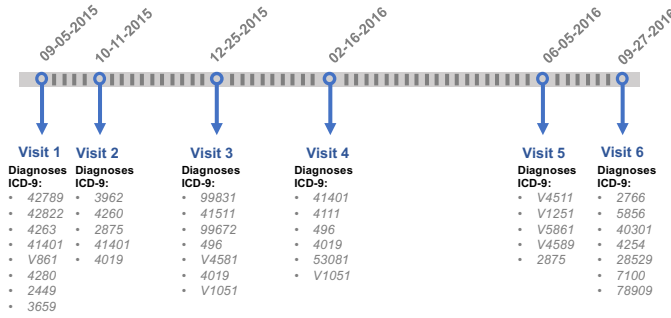 09-05-2015
10-11-2015
12-25-2015
02-16-2016
06-05-2016
09-27-2016
Visit 1
Diagnoses
ICD-9:
• 42789
• 42822
• 4263
• 41401
• V861
• 4280
• 2449
• 3659
Visit 2
Diagnoses
ICD-9:
• 3962
• 4260
• 2875
• 41401
• 4019
Visit 3
Diagnoses
ICD-9:
• 99831
• 41511
• 99672
• 496
• V4581
• 4019
• V1051
Visit 4
Diagnoses
ICD-9:
• 41401
• 4111
• 496
• 4019
• 53081
• V1051
Visit 5
Diagnoses
ICD-9:
• V4511
• V1251
• V5861
• V4589
• 2875
Visit 6
Diagnoses
ICD-9:
• 2766
• 5856
• 40301
• 4254
• 28529
• 7100
• 78909